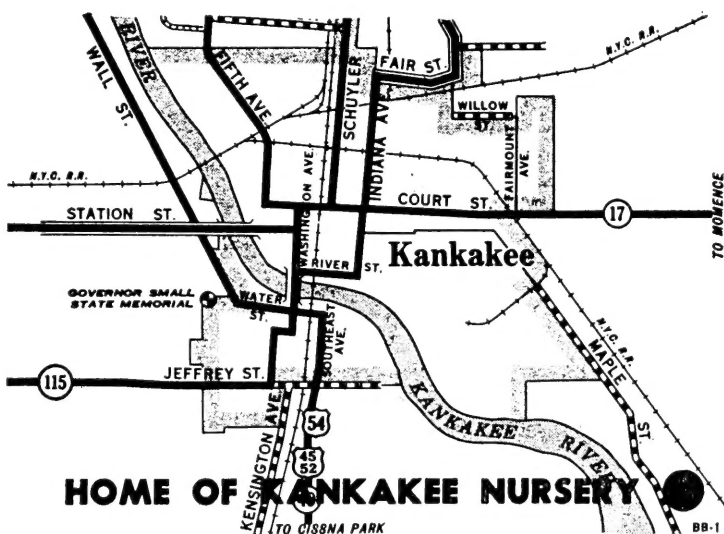 RIVER
WALL ST.
FIFTH AVE.
SCHUYLER
FAIR ST.
N.Y.C. R.R.
WILLOW
ST.
FAIRMOUNT
AVE.
INDIANA AVE.
WASHINGTON AVE.
N.Y.C. R.R.
COURT ST.
17
TO MOMENCE
STATION ST.
RIVER ST.
Kankakee
GOVERNOR SMALL
STATE MEMORIAL
WATER
ST.
SOUTHEAST
AVE.
N.Y.C. R.R.
MAPLE ST.
115
JEFFREY ST.
KENSINGTON AVE.
KANKAKEE RIVER
54
45
52
HOME OF KANKAKEE NURSERY
TO CISSNA PARK
BB-1